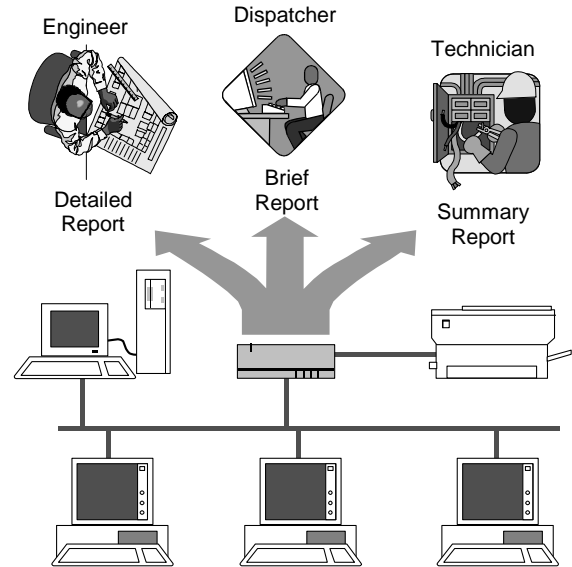 Engineer
Dispatcher
Technician
Detailed
Report
Brief
Report
Summary
Report